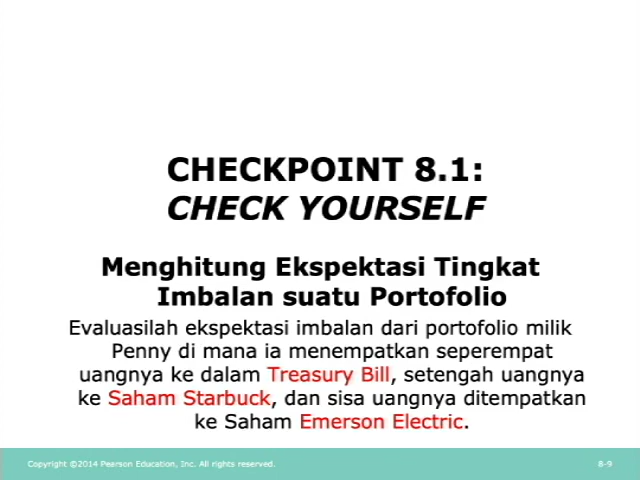 CHECKPOINT 8.1:
CHECK YOURSELF
Menghitung Ekspektasi Tingkat
Imbalan suatu Portofolio
Evaluasilah ekspektasi imbalan dari portofolio milik
Penny di mana ia menempatkan seperempat
uangnya ke dalam Treasury Bill, setengah uangnya
ke Saham Starbuck, dan sisa uangnya ditempatkan
ke Saham Emerson Electric.
Copyright ©2014 Pearson Education, Inc. All rights reserved.
8-9